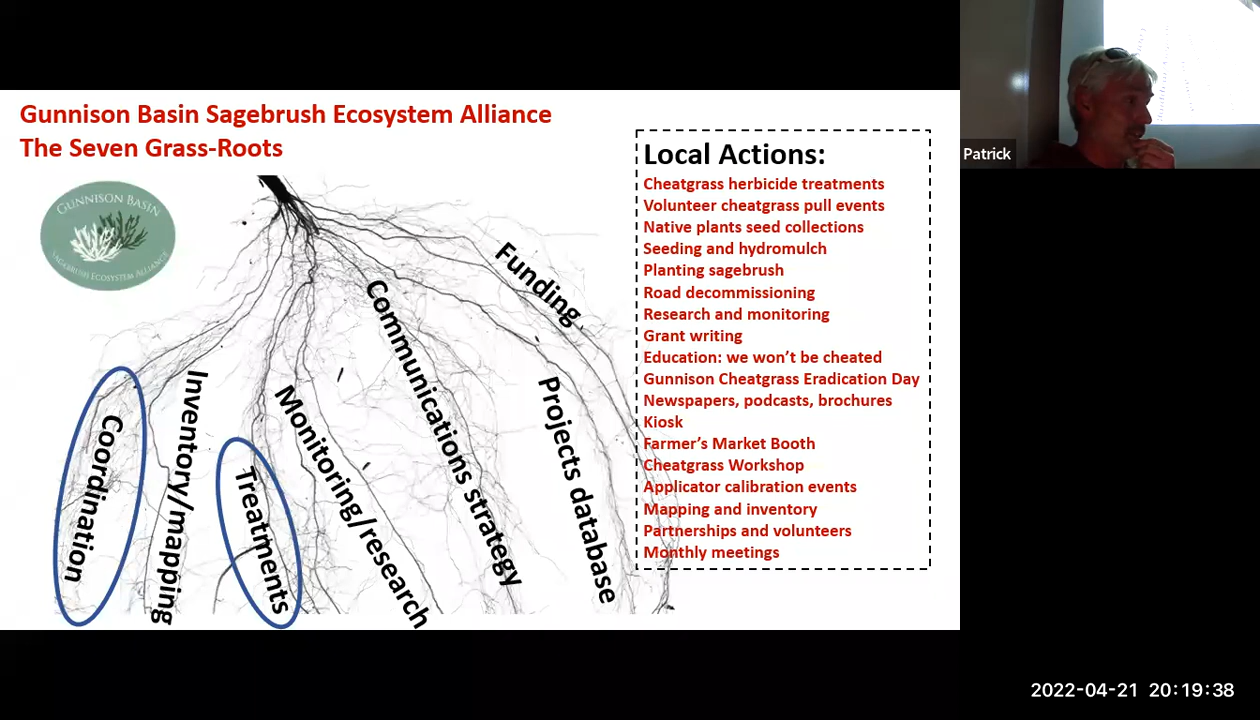 Gunnison Basin Sagebrush Ecosystem Alliance
The Seven Grass-Roots
GUNNISON BASIN
SAGEBRUSH ECOSYSTEM ALLIANCE
Coordination
Inventory/mapping
Treatments
Monitoring/research
Communications strategy
Projects database
Funding
Local Actions:
Cheatgrass herbicide treatments
Volunteer cheatgrass pull events
Native plants seed collections
Seeding and hydromulch
Planting sagebrush
Road decommissioning
Research and monitoring
Grant writing
Education: we won’t be cheated
Gunnison Cheatgrass Eradication Day
Newspapers, podcasts, brochures
Kiosk
Farmer’s Market Booth
Cheatgrass Workshop
Applicator calibration events
Mapping and inventory
Partnerships and volunteers
Monthly meetings
Patrick
2022-04-21 20:19:38